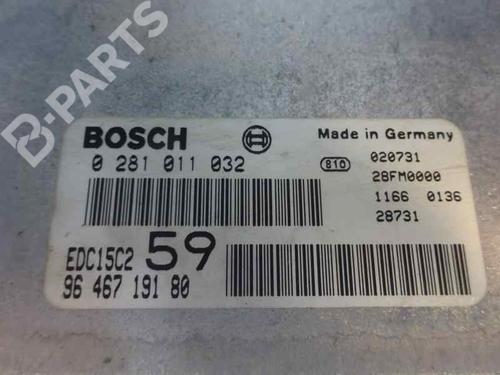 B-PARTS
BOSCH
Made in Germany
0 281 011 032
810
020731
28FM0000
1166 0136
28731
EDC15C2 59
96 467 191 80